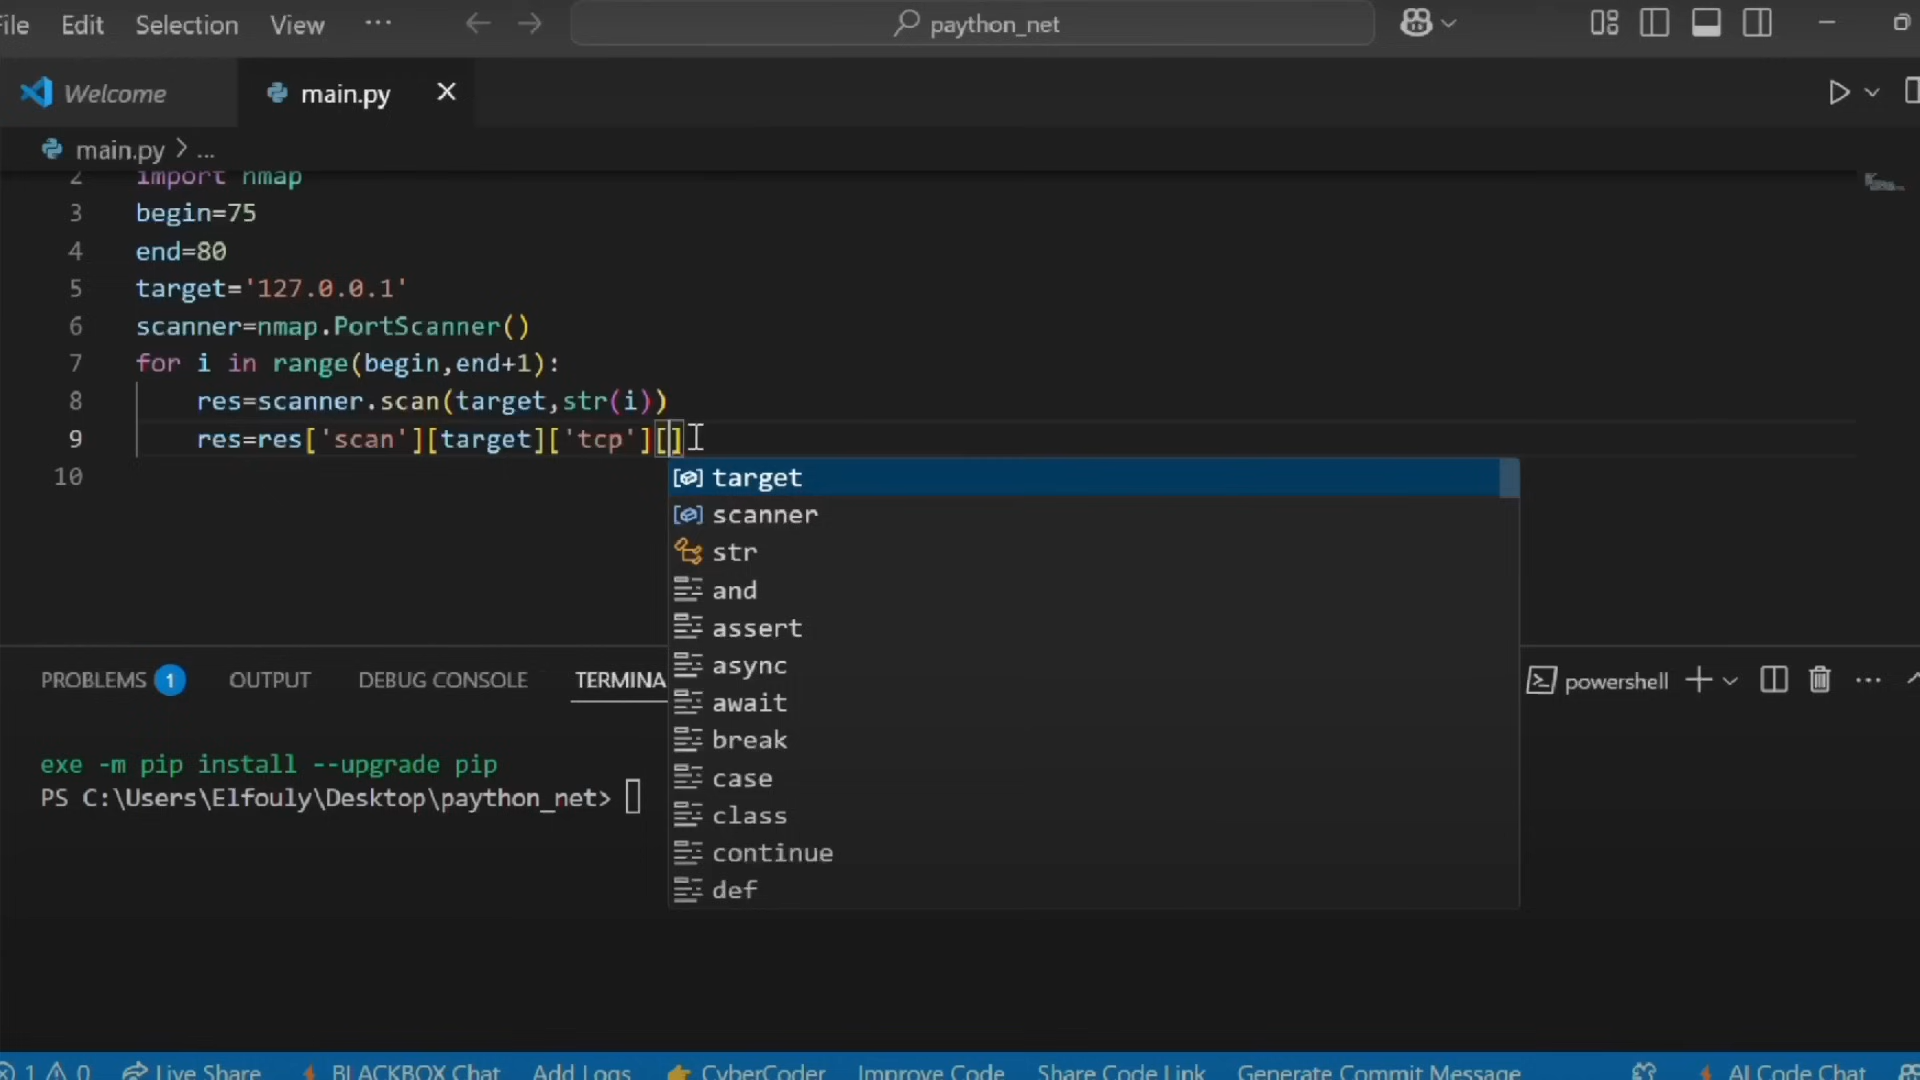 File Edit Selection View ··· paython_net
Welcome main.py
main.py > ...
2 import nmap
3 begin=75
4 end=80
5 target='127.0.0.1'
6 scanner=nmap.PortScanner()
7 for i in range(begin,end+1):
8 res=scanner.scan(target,str(i))
9 res=res['scan'][target]['tcp'][]
10
target
scanner
str
and
assert
async
await
break
case
class
continue
def
PROBLEMS 1 OUTPUT DEBUG CONSOLE TERMINA powershell
exe -m pip install --upgrade pip
PS C:\Users\Elfouly\Desktop\paython_net>
1 0 Live Share BLACKBOX Chat Add Logs CyberCoder Improve Code Share Code Link Generate Commit Message AI Code Chat